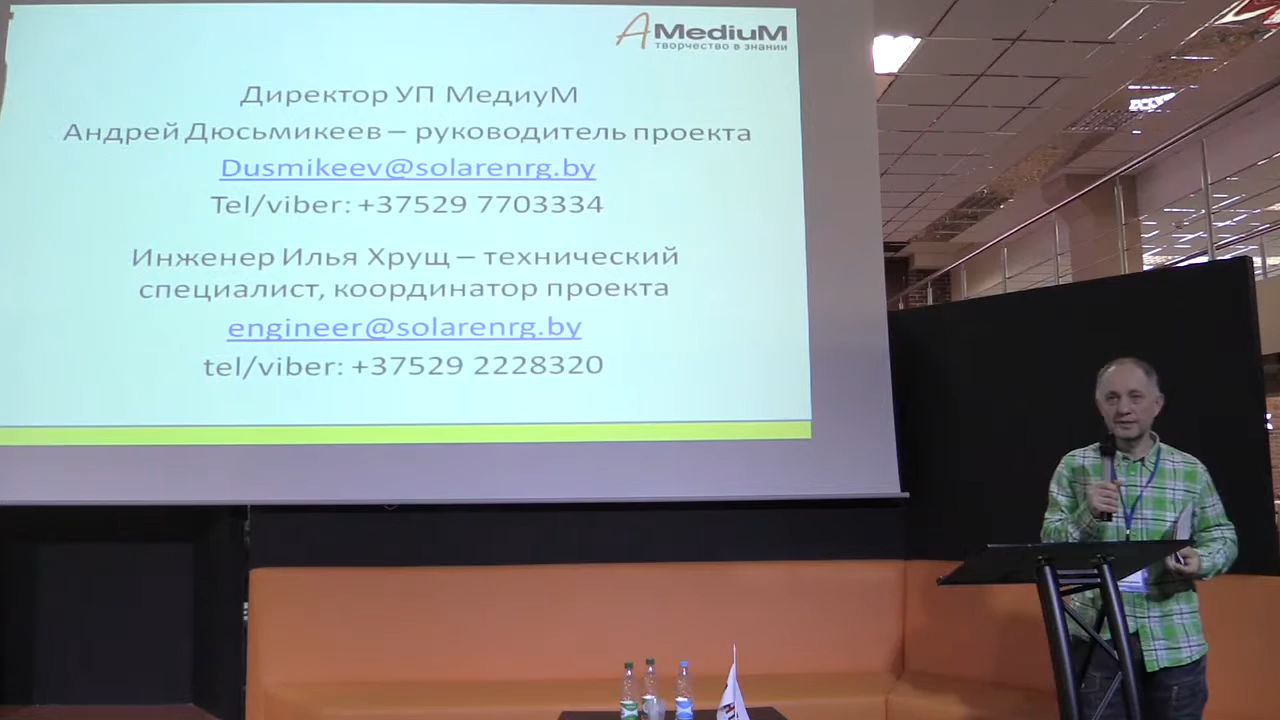 AMediuM
творчество в знании
Директор УП МедиуМ
Андрей Дюсьмикеев – руководитель проекта
Dusmikeev@solarenrg.by
Tel/viber: +37529 7703334
Инженер Илья Хрущ – технический
специалист, координатор проекта
engineer@solarenrg.by
tel/viber: +37529 2228320